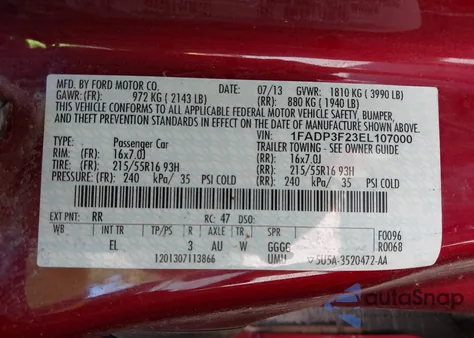 MFD. BY FORD MOTOR CO. DATE: 07/13 GVWR: 1810 KG ( 3990 LB)
GAWR: (FR): 972 KG ( 2143 LB) (RR): 880 KG ( 1940 LB)
THIS VEHICLE CONFORMS TO ALL APPLICABLE FEDERAL MOTOR VEHICLE SAFETY, BUMPER,
AND THEFT PREVENTION STANDARDS IN EFFECT ON THE DATE OF MANUFACTURE SHOWN ABOVE.
VIN: 1FADP3F23EL107000
TYPE: Passenger Car TIRE/TRAILER TOWING - SEE OWNER GUIDE
RIM: (FR): 16x7.0J (RR): 16x7.0J
TIRE: (FR): 215/55R16 93H (RR): 215/55R16 93H
PRESSURE: (FR): 240 kPa/ 35 PSI COLD (RR): 240 kPa/ 35 PSI COLD
EXT PNT: RR RC: 47 DSO:
WB INT TR TP/PS R AXLE TR SPR F0096
EL 3 AU W GGGG R0068
1201307113866 UMU 5U5A-3520472-AA
autoSnap